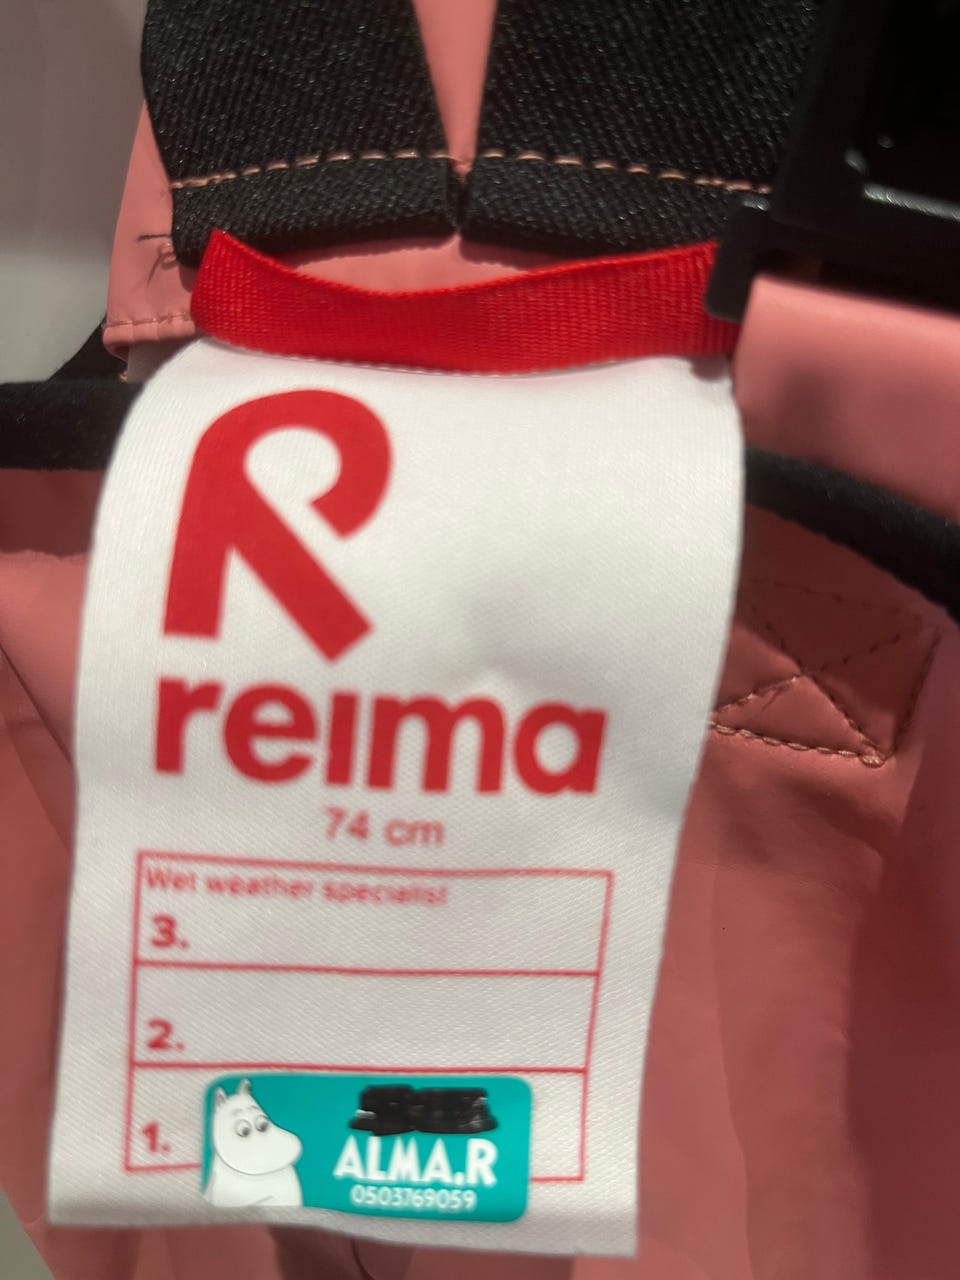 reima
74 cm
Wet weather specialist
3.
2.
1.
ALMA.R
0503769059